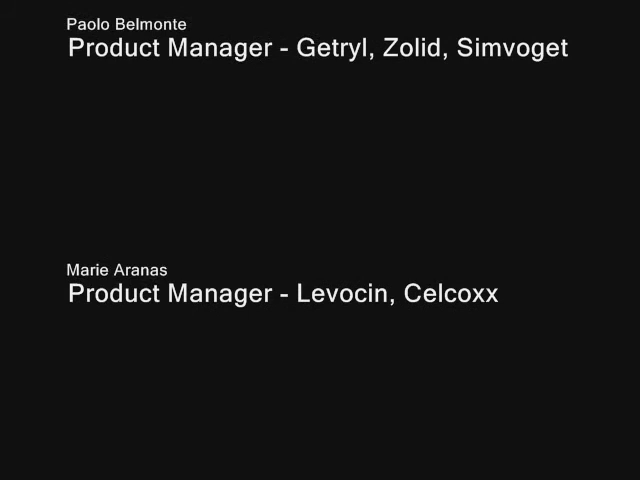 Paolo Belmonte
Product Manager - Getryl, Zolid, Simvoget
Marie Aranas
Product Manager - Levocin, Celcoxx